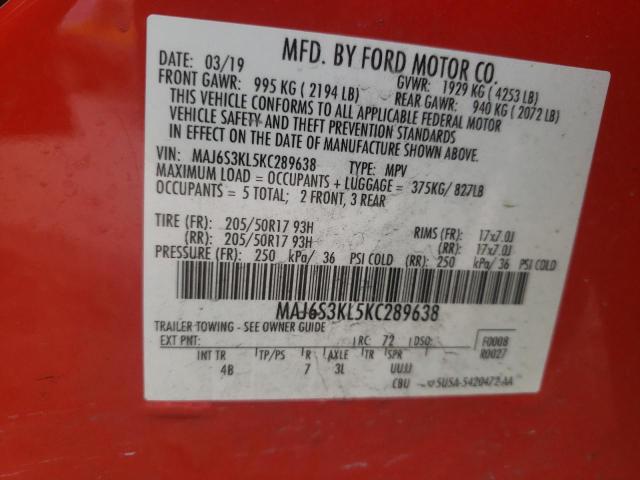 MFD. BY FORD MOTOR CO.
DATE: 03/19
GVWR: 1929 KG ( 4253 LB)
FRONT GAWR: 995 KG ( 2194 LB)
REAR GAWR: 940 KG ( 2072 LB)
THIS VEHICLE CONFORMS TO ALL APPLICABLE FEDERAL MOTOR
VEHICLE SAFETY AND THEFT PREVENTION STANDARDS
IN EFFECT ON THE DATE OF MANUFACTURE SHOWN ABOVE.
VIN: MAJ6S3KL5KC289638 TYPE: MPV
MAXIMUM LOAD = OCCUPANTS + LUGGAGE = 375KG/ 827LB
OCCUPANTS = 5 TOTAL; 2 FRONT, 3 REAR
TIRE (FR): 205/50R17 93H RIMS (FR): 17x7.0J
(RR): 205/50R17 93H (RR): 17x7.0J
PRESSURE (FR): 250 kPa/ 36 PSI COLD (RR): 250 kPa/ 36 PSI COLD
MAJ6S3KL5KC289638
TRAILER TOWING - SEE OWNER GUIDE
EXT PNT: RC: 72 DSO: F0008
R0027
INT TR TP/PS R AXLE TR SPR
4B 7 3L UUJJ
CBU